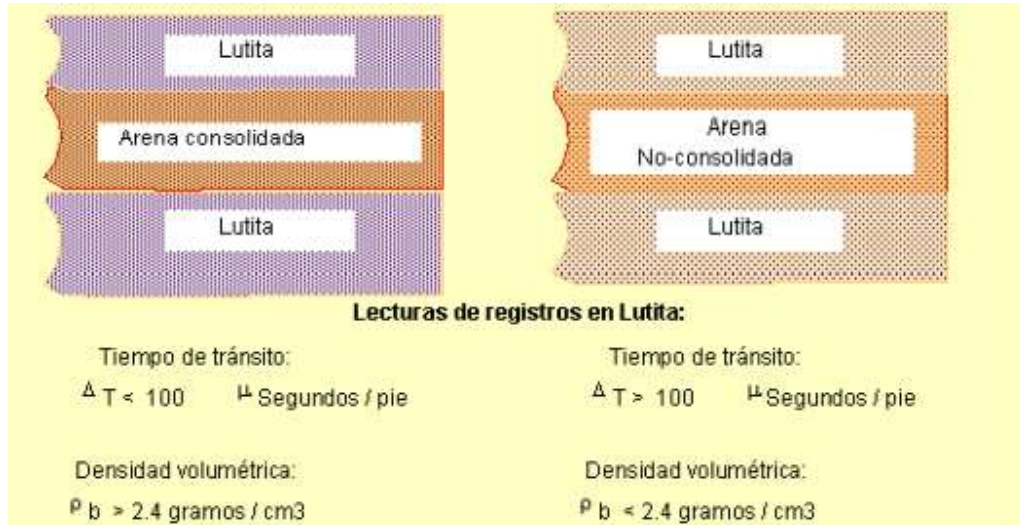 Lutita
Arena consolidada
Lutita
Lutita
Arena
No-consolidada
Lutita
Lecturas de registros en Lutita:
Tiempo de tránsito:
Δ T < 100 μ Segundos / pie
Densidad volumétrica:
ρ b > 2.4 gramos / cm3
Tiempo de tránsito:
Δ T > 100 μ Segundos / pie
Densidad volumétrica:
ρ b < 2.4 gramos / cm3